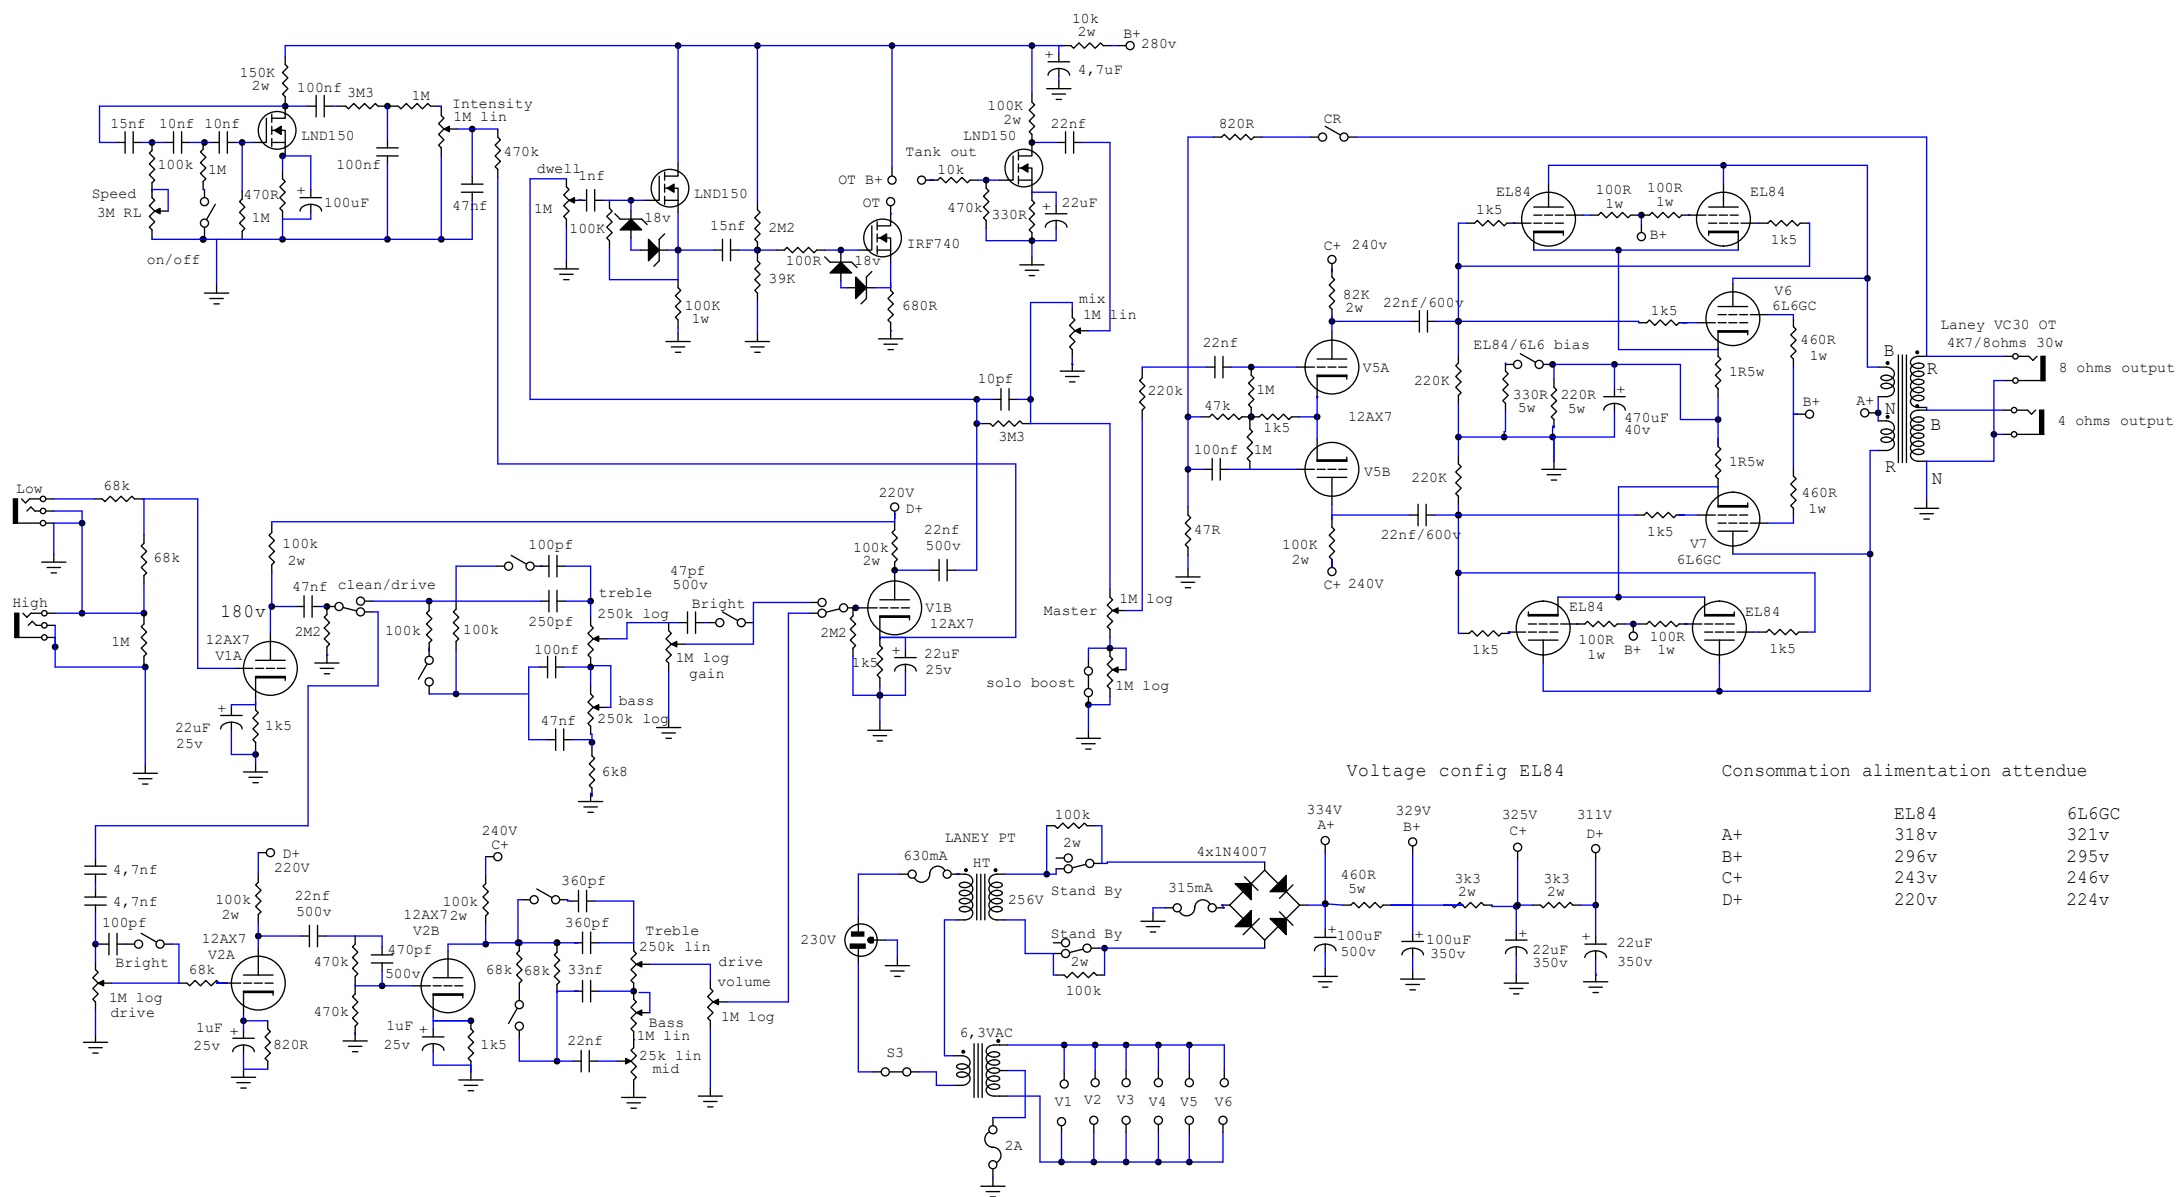 10k
2w
B+
280v
4,7uF
150K
2w
100nf
3M3
1M
Intensity
1M lin
15nf
10nf
10nf
LND150
100k
1M
100nf
470k
Speed
3M RL
470R
1M
100uF
47nf
on/off
dwell
1nf
1M
100K
18v
LND150
15nf
2M2
100R
39K
100K
1w
OT B+
OT
IRF740
18v
680R
Tank out
10k
470k
330R
22uF
100K
2w
LND150
22nf
mix
1M lin
10pf
3M3
820R
CR
C+
240v
82K
2w
22nf/600v
22nf
220k
47k
1M
1k5
1M
100nf
V5A
12AX7
V5B
47R
100K
2w
C+
240V
22nf/600v
EL84
100R
1w
100R
1w
EL84
1k5
B+
1k5
V6
6L6GC
1k5
460R
1w
EL84/6L6 bias
330R
5w
220R
5w
470uF
40v
220K
220K
1R5w
1R5w
B+
460R
1w
1k5
V7
6L6GC
EL84
100R
1w
100R
1w
B+
EL84
1k5
1k5
Laney VC30 OT
4K7/8ohms 30w
B
R
A+
N
B
R
N
8 ohms output
4 ohms output
Low
68k
68k
High
1M
12AX7
V1A
180v
100k
2w
47nf
clean/drive
2M2
22uF
25v
1k5
100k
100k
100pf
250pf
treble
250k log
100nf
bass
250k log
47nf
6k8
47pf
500v
Bright
1M log
gain
220V
D+
100k
2w
22nf
500v
V1B
12AX7
2M2
1k5
22uF
25v
Master
1M log
solo boost
1M log
4,7nf
4,7nf
100pf
Bright
1M log
drive
68k
D+
220V
100k
2w
12AX7
V2A
1uF
25v
820R
22nf
500v
470k
470pf
500v
470k
240V
C+
100k
2w
12AX7
V2B
1uF
25v
1k5
360pf
360pf
68k
68k
33nf
22nf
Treble
250k lin
Bass
1M lin
25k lin
mid
drive
volume
1M log
230V
630mA
LANEY PT
HT
256V
100k
2w
Stand By
Stand By
2w
100k
4x1N4007
315mA
334V
A+
460R
5w
100uF
500v
329V
B+
100uF
350v
3k3
2w
325V
C+
22uF
350v
3k3
2w
311V
D+
22uF
350v
S3
6,3VAC
2A
V1
V2
V3
V4
V5
V6
Voltage config EL84
Consommation alimentation attendue
EL84 6L6GC
A+ 318v 321v
B+ 296v 295v
C+ 243v 246v
D+ 220v 224v